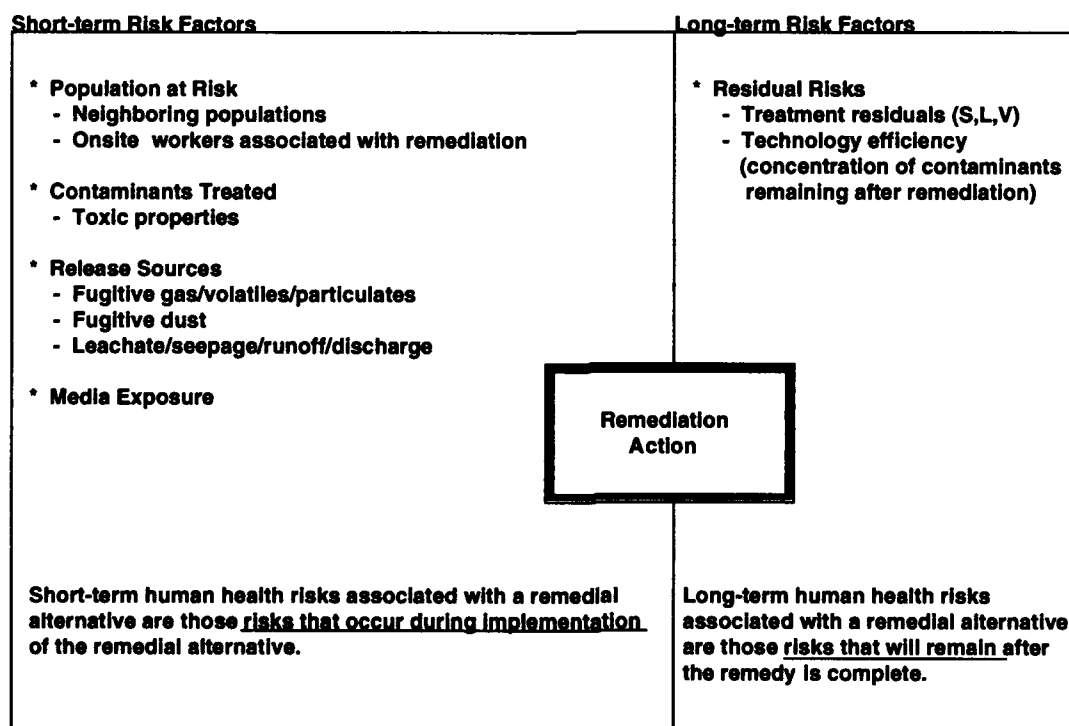 Short-term Risk Factors
* Population at Risk
- Neighboring populations
- Onsite workers associated with remediation
* Contaminants Treated
- Toxic properties
* Release Sources
- Fugitive gas/volatiles/particulates
- Fugitive dust
- Leachate/seepage/runoff/discharge
* Media Exposure
Short-term human health risks associated with a remedial
alternative are those risks that occur during implementation
of the remedial alternative.
Remediation
Action
Long-term Risk Factors
* Residual Risks
- Treatment residuals (S,L,V)
- Technology efficiency
(concentration of contaminants
remaining after remediation)
Long-term human health risks
associated with a remedial alternative
are those risks that will remain after
the remedy is complete.